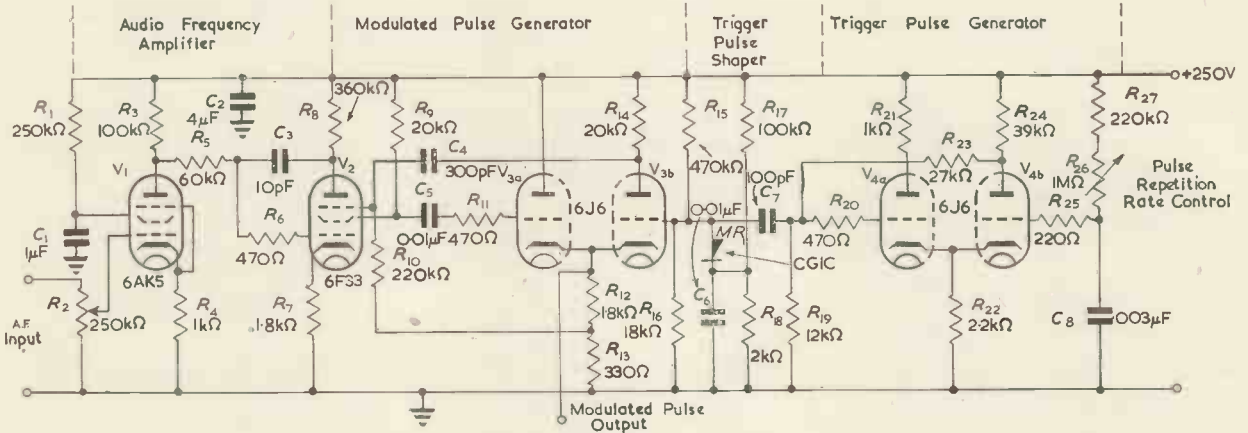 Audio Frequency
Amplifier
Modulated Pulse Generator
Trigger
Pulse
Shaper
Trigger Pulse Generator
+250V
R1
250kΩ
R3
100kΩ
C2
4μF
R5
60kΩ
C3
10pF
R8
360kΩ
R9
20kΩ
C4
300pF
C5
0·01μF
R11
470Ω
R14
20kΩ
R15
470kΩ
R17
100kΩ
R21
1kΩ
R23
27kΩ
R24
39kΩ
R27
220kΩ
R26
1MΩ
Pulse
Repetition
Rate Control
V1
V2
V3a
V3b
V4a
V4b
6J6
6J6
C1
1μF
6AK5
R6
470Ω
6F33
R10
220kΩ
0·01μF
100pF
C7
MR
CG1C
R20
470Ω
R25
220Ω
A.F.
Input
R2
250kΩ
R4
1kΩ
R7
1·8kΩ
R12
1·8kΩ
R13
330Ω
R16
18kΩ
C6
R18
2kΩ
R19
12kΩ
R22
2·2kΩ
C8
·003μF
Modulated Pulse
Output